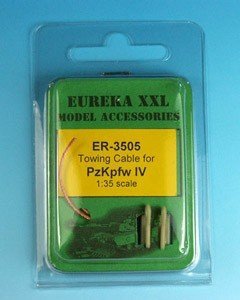 EUREKA XXL
MODEL ACCESSORIES
ER-3505
Towing Cable for
PzKpfw IV
1:35 scale